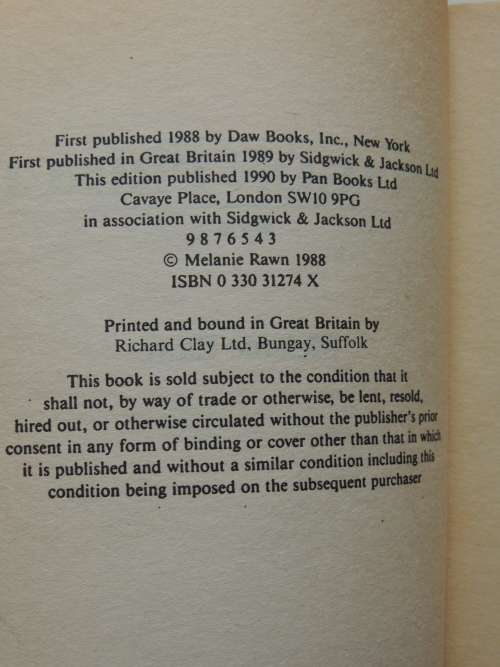 First published 1988 by Daw Books, Inc., New York
First published in Great Britain 1989 by Sidgwick & Jackson Ltd
This edition published 1990 by Pan Books Ltd
Cavaye Place, London SW10 9PG
in association with Sidgwick & Jackson Ltd
9 8 7 6 5 4 3
© Melanie Rawn 1988
ISBN 0 330 31274 X
Printed and bound in Great Britain by
Richard Clay Ltd, Bungay, Suffolk
This book is sold subject to the condition that it
shall not, by way of trade or otherwise, be lent, resold,
hired out, or otherwise circulated without the publisher's prior
consent in any form of binding or cover other than that in which
it is published and without a similar condition including this
condition being imposed on the subsequent purchaser